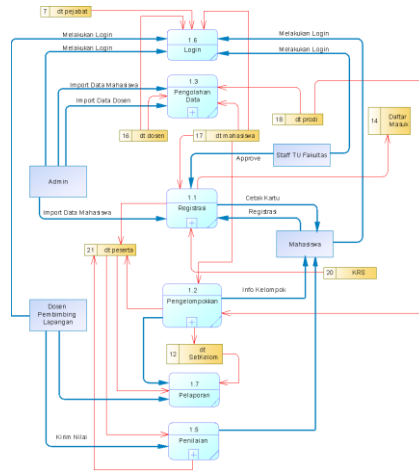 7 dt pejabat
Melakukan Login
Melakukan Login
1.6
Login
Melakukan Login
Melakukan Login
Import Data Mahasiswa
Import Data Dosen
1.3
Pengolahan
Data
18 dt prodi
14 Daftar
Masuk
16 dt dosen
17 dt mahasiswa
Approve
Staff TU Fakultas
Admin
Import Data Mahasiswa
1.1
Registrasi
Cetak Kartu
Registrasi
Mahasiswa
21 dt peserta
20 KRS
1.2
Pengelompokkan
Info Kelompok
Dosen
Pembimbing
Lapangan
12 dt
1.7
Pelaporan
Kirim Nilai
1.5
Penilaian